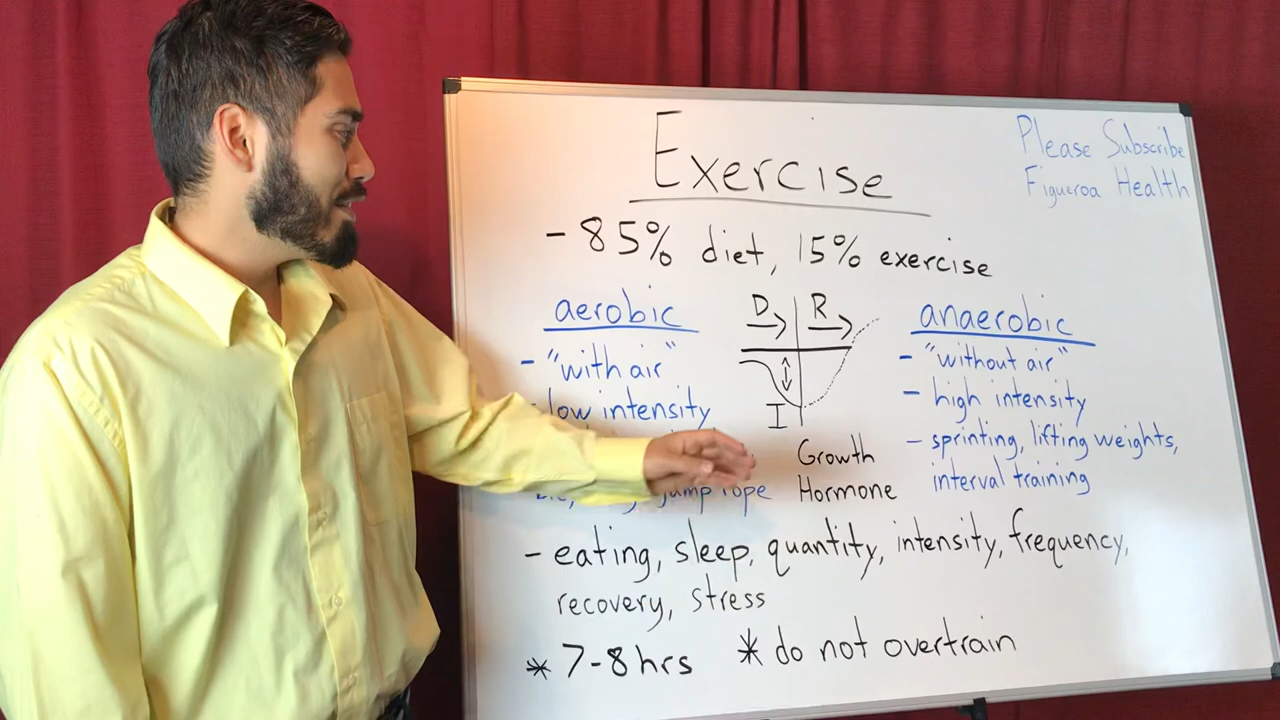 Exercise
Please Subscribe
Figueroa Health
- 85% diet, 15% exercise
aerobic
- "with air"
- low intensity
jump rope
D R
I
Growth
Hormone
anaerobic
- "without air"
- high intensity
- sprinting, lifting weights,
interval training
- eating, sleep, quantity, intensity, frequency,
recovery, stress
* 7-8 hrs * do not overtrain